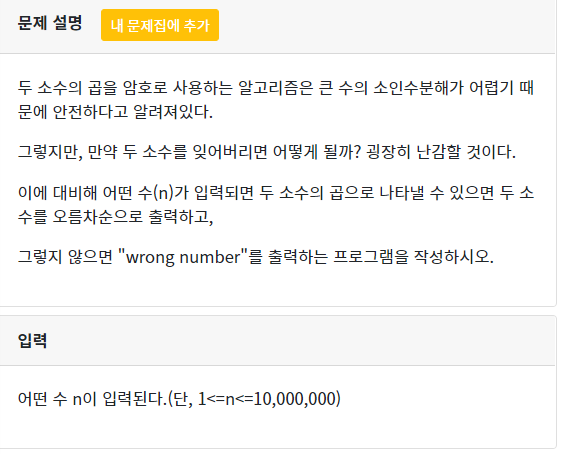 문제 설명 내 문제집에 추가
두 소수의 곱을 암호로 사용하는 알고리즘은 큰 수의 소인수분해가 어렵기 때
문에 안전하다고 알려져있다.
그렇지만, 만약 두 소수를 잊어버리면 어떻게 될까? 굉장히 난감할 것이다.
이에 대비해 어떤 수(n)가 입력되면 두 소수의 곱으로 나타낼 수 있으면 두 소
수를 오름차순으로 출력하고,
그렇지 않으면 "wrong number"를 출력하는 프로그램을 작성하시오.
입력
어떤 수 n이 입력된다.(단, 1<=n<=10,000,000)